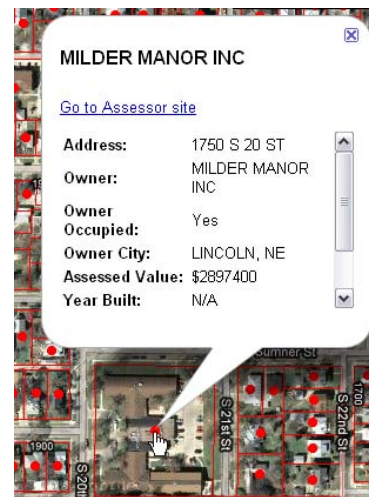 MILDER MANOR INC
Go to Assessor site
Address: 1750 S 20 ST
Owner: MILDER MANOR
INC
Owner
Occupied: Yes
Owner City: LINCOLN, NE
Assessed Value: $2897400
Year Built: N/A
Sumner St
1700
S 21st St
S 22nd St
1900
S 20th